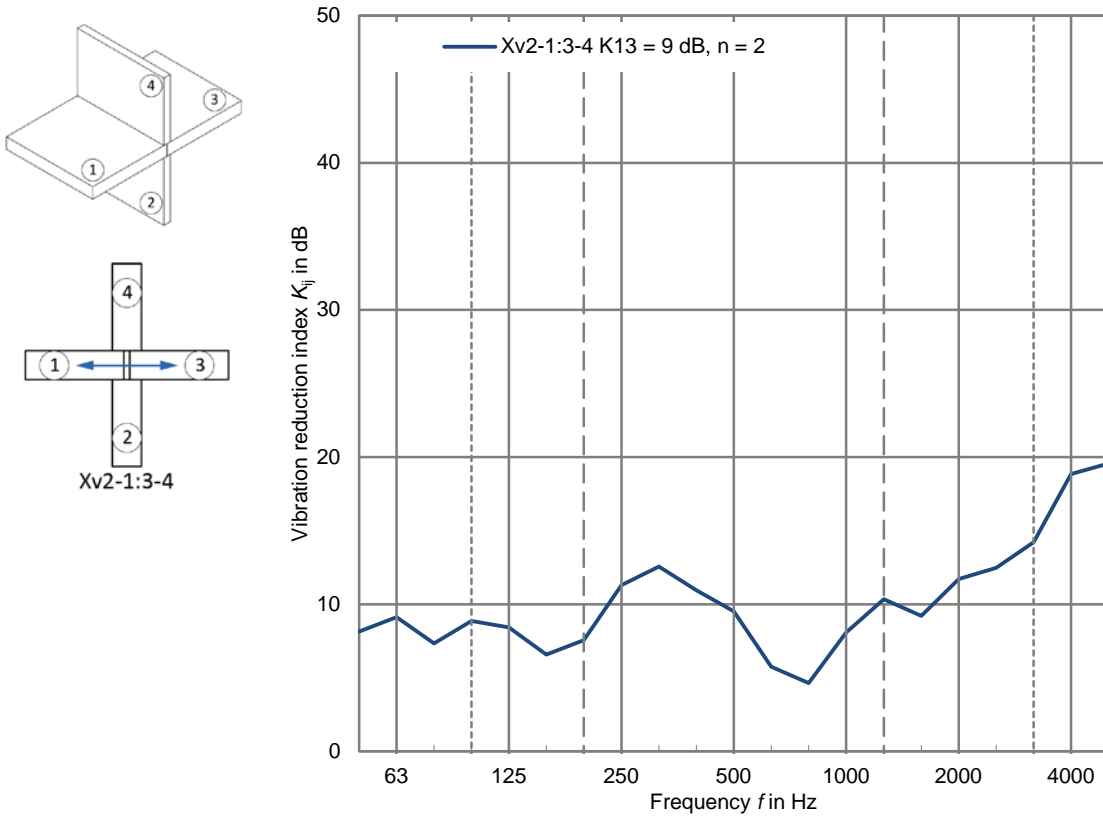 4
3
1
2
4
1
3
2
Xv2-1:3-4
Vibration reduction index Kij in dB
50
40
30
20
10
0
Xv2-1:3-4 K13 = 9 dB, n = 2
63 125 250 500 1000 2000 4000
Frequency f in Hz